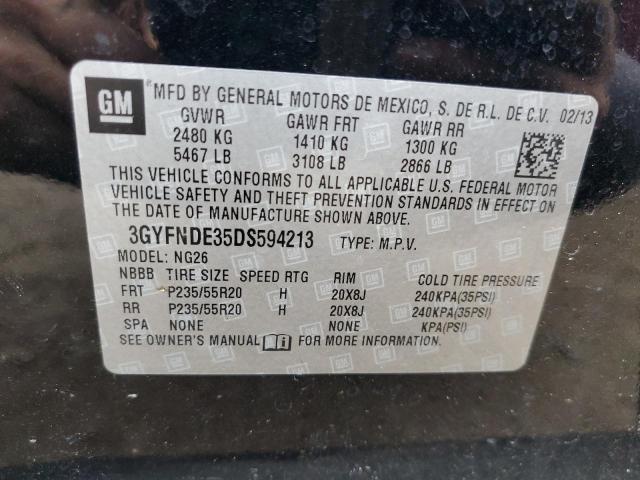 GM
*MFD BY GENERAL MOTORS DE MEXICO, S. DE R.L. DE C.V. 02/13
GVWR GAWR FRT GAWR RR
2480 KG 1410 KG 1300 KG
5467 LB 3108 LB 2866 LB
THIS VEHICLE CONFORMS TO ALL APPLICABLE U.S. FEDERAL MOTOR
VEHICLE SAFETY AND THEFT PREVENTION STANDARDS IN EFFECT ON
THE DATE OF MANUFACTURE SHOWN ABOVE.
3GYFNDE35DS594213 TYPE: M.P.V.
MODEL: NG26
NBBB TIRE SIZE SPEED RTG RIM COLD TIRE PRESSURE
FRT P235/55R20 H 20X8J 240KPA(35PSI)
RR P235/55R20 H 20X8J 240KPA(35PSI)
SPA NONE NONE KPA(PSI)
SEE OWNER'S MANUAL FOR MORE INFORMATION.